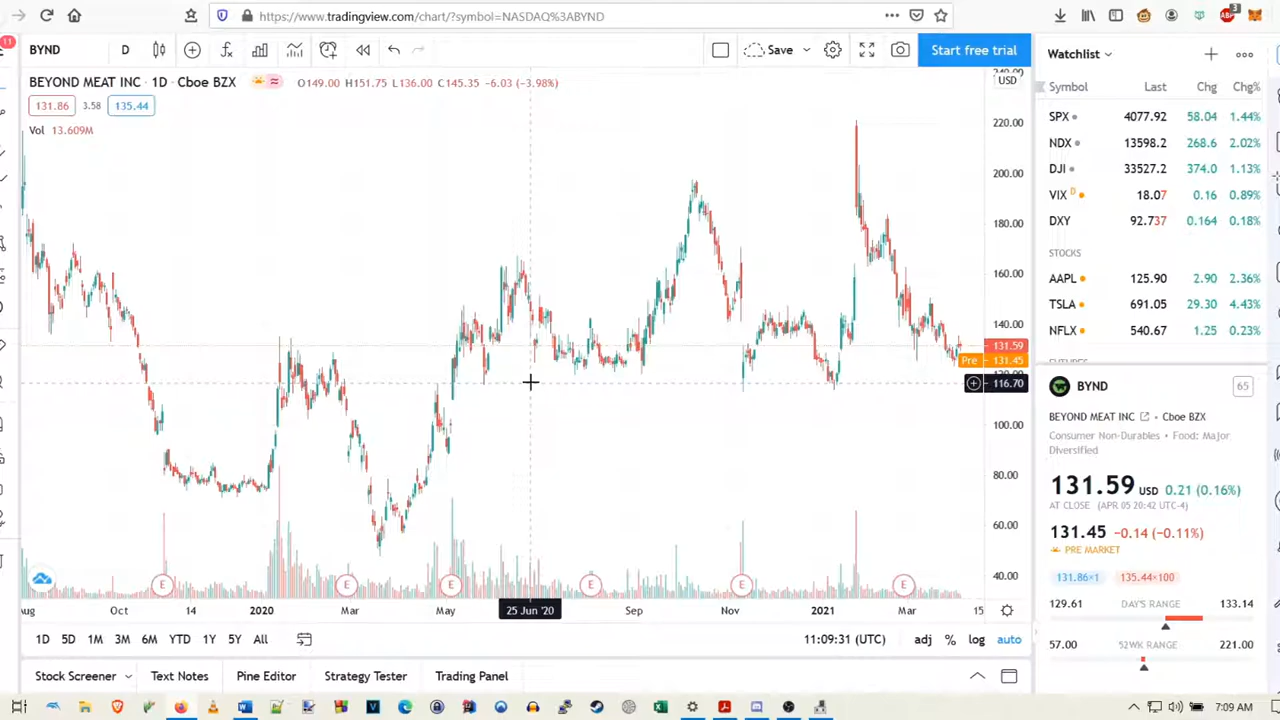 https://www.tradingview.com/chart/?symbol=NASDAQ%3ABYND
ABP
3
11
BYND
D
Save
Start free trial
BEYOND MEAT INC · 1D · Cboe BZX
O149.00 H151.75 L136.00 C145.35 -6.03 (-3.98%)
131.86
3.58
135.44
Vol 13.609M
240.00
USD
220.00
200.00
180.00
160.00
140.00
131.59
Pre 131.45
120.00
116.70
100.00
80.00
60.00
40.00
E E E E E E
Aug Oct 14 2020 Mar May 25 Jun '20 Sep Nov 2021 Mar 15
1D 5D 1M 3M 6M YTD 1Y 5Y All
11:09:31 (UTC)
adj % log auto
Stock Screener
Text Notes
Pine Editor
Strategy Tester
Trading Panel
Watchlist
Symbol Last Chg Chg%
SPX 4077.92 58.04 1.44%
NDX 13598.2 268.6 2.02%
DJI 33527.2 374.0 1.13%
VIX D 18.07 0.16 0.89%
DXY 92.737 0.164 0.18%
STOCKS
AAPL 125.90 2.90 2.36%
TSLA 691.05 29.30 4.43%
NFLX 540.67 1.25 0.23%
FUTURES
BYND
65
BEYOND MEAT INC · Cboe BZX
Consumer Non-Durables · Food: Major
Diversified
131.59 USD 0.21 (0.16%)
AT CLOSE (APR 05 20:42 UTC-4)
131.45 −0.14 (−0.11%)
PRE MARKET
131.86×1
135.44×100
129.61 DAY'S RANGE 133.14
57.00 52WK RANGE 221.00
7:09 AM